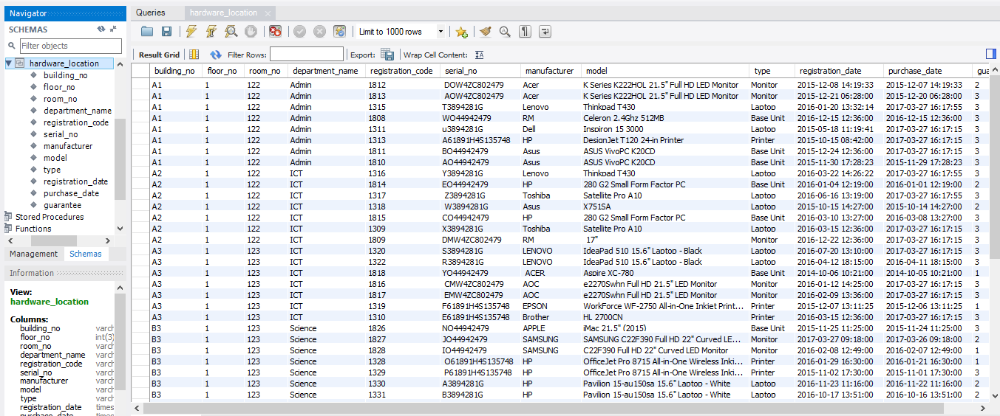 Navigator
SCHEMAS
Filter objects
hardware_location
building_no
floor_no
room_no
department_name
registration_code
serial_no
manufacturer
model
type
registration_date
purchase_date
guarantee
Stored Procedures
Functions
Management Schemas
Information
View:
hardware_location
Columns:
building_no varch
floor_no int(3)
room_no varch
department_name varch
registration_code varch
serial_no varch
manufacturer varch
model varch
type varch
registration_date times
purchase_date times
Queries hardware_location
Limit to 1000 rows
Result Grid Filter Rows: Export: Wrap Cell Content:
building_no floor_no room_no department_name registration_code serial_no manufacturer model type registration_date purchase_date gua
A1 1 122 Admin 1812 DOW4ZC802479 Acer K Series K222HOL 21.5" Full HD LED Monitor Monitor 2015-12-08 14:19:33 2015-12-07 14:19:33 2
A1 1 122 Admin 1813 AOW4ZC802479 Acer K Series K222HOL 21.5" Full HD LED Monitor Monitor 2015-12-21 06:28:00 2015-12-20 06:28:00 3
A1 1 122 Admin 1315 T3894281G Lenovo Thinkpad T430 Laptop 2016-01-20 13:32:14 2017-03-27 16:17:55 3
A1 1 122 Admin 1808 WO44942479 RM Celeron 2.4Ghz 512MB Base Unit 2016-12-15 12:36:00 2016-12-15 12:36:00 3
A1 1 122 Admin 1311 u3894281G Dell Inspiron 15 3000 Laptop 2015-05-18 11:19:41 2017-03-27 16:17:15 3
A1 1 122 Admin 1313 A61891H4S135748 HP DesignJet T120 24-in Printer Printer 2015-10-15 08:42:00 2017-03-27 16:17:15 3
A1 1 122 Admin 1811 BO44942479 Asus ASUS VivoPC K20CD Base Unit 2015-12-24 12:36:00 2017-03-27 16:17:15 3
A1 1 122 Admin 1810 AO44942479 Asus ASUS VivoPC K20CD Base Unit 2015-11-30 17:28:23 2015-11-29 17:28:23 3
A2 1 122 ICT 1316 Y3894281G Lenovo Thinkpad T430 Laptop 2016-03-22 14:26:22 2017-03-27 16:17:55 3
A2 1 122 ICT 1814 EO44942479 HP 280 G2 Small Form Factor PC Base Unit 2016-01-04 12:19:00 2016-01-01 12:19:00 2
A2 1 122 ICT 1317 Z3894281G Toshiba Satellite Pro A10 Laptop 2016-06-16 13:19:00 2017-03-27 16:17:55 3
A2 1 122 ICT 1318 W3894281G Asus X751SA Laptop 2015-10-15 14:27:00 2015-10-14 14:27:00 2
A2 1 122 ICT 1815 CO44942479 HP 280 G2 Small Form Factor PC Base Unit 2016-03-10 13:27:00 2016-03-08 13:27:00 3
A2 1 122 ICT 1309 X3894281G Toshiba Satellite Pro A10 Laptop 2016-03-15 12:36:00 2017-03-27 16:17:55 3
A2 1 122 ICT 1809 DMW4ZC802479 RM 17" Monitor 2016-12-22 12:36:00 2017-03-27 16:17:55 3
A3 1 123 ICT 1320 S3894281G LENOVO IdeaPad 510 15.6" Laptop - Black Laptop 2016-07-20 13:10:00 2017-03-27 16:17:55 3
A3 1 123 ICT 1322 R3894281G LENOVO IdeaPad 510 15.6" Laptop - Black Laptop 2016-04-12 18:15:00 2016-04-11 18:15:00 3
A3 1 123 ICT 1818 YO44942479 ACER Aspire XC-780 Base Unit 2014-10-06 10:21:00 2014-10-05 10:21:00 1
A3 1 123 ICT 1816 CMW4ZC802479 AOC e2270Swhn Full HD 21.5" LED Monitor Monitor 2016-01-12 14:25:00 2017-03-27 16:17:15 3
A3 1 123 ICT 1817 EMW4ZC802479 AOC e2270Swhn Full HD 21.5" LED Monitor Monitor 2016-02-09 13:36:00 2017-03-27 16:17:15 3
A3 1 123 ICT 1319 F61891H4S135748 EPSON WorkForce WF-2750 All-in-One Inkjet Print... Printer 2015-12-07 13:11:25 2015-12-06 13:11:25 1
A3 1 123 ICT 1310 E61891H4S135748 Brother HL 2700CN Printer 2016-03-15 12:36:00 2017-03-27 16:17:15 3
B3 1 123 Science 1826 NO44942479 APPLE iMac 21.5" (2015) Base Unit 2015-11-25 11:25:00 2015-11-24 11:25:00 3
B3 1 123 Science 1827 JO44942479 SAMSUNG SAMSUNG C22F390 Full HD 22" Curved LE... Monitor 2017-03-27 09:18:00 2017-03-26 09:18:00 2
B3 1 123 Science 1828 IO44942479 SAMSUNG C22F390 Full HD 22" Curved LED Monitor Monitor 2016-02-08 12:49:00 2016-02-07 12:49:00 1
B3 1 123 Science 1328 O61891H4S135748 HP OfficeJet Pro 8715 All-in-One Wireless Inkj... Printer 2016-01-29 16:30:00 2016-01-21 16:30:00 1
B3 1 123 Science 1329 P61891H4S135748 HP OfficeJet Pro 8715 All-in-One Wireless Inkj... Printer 2015-11-02 17:30:00 2015-11-01 17:30:00 3
B3 1 123 Science 1330 A3894281G HP Pavilion 15-au150sa 15.6" Laptop - White Laptop 2016-11-23 11:16:00 2016-11-22 11:16:00 2
B3 1 123 Science 1331 B3894281G HP Pavilion 15-au150sa 15.6" Laptop - White Laptop 2016-10-17 13:51:00 2016-10-16 13:51:00 2